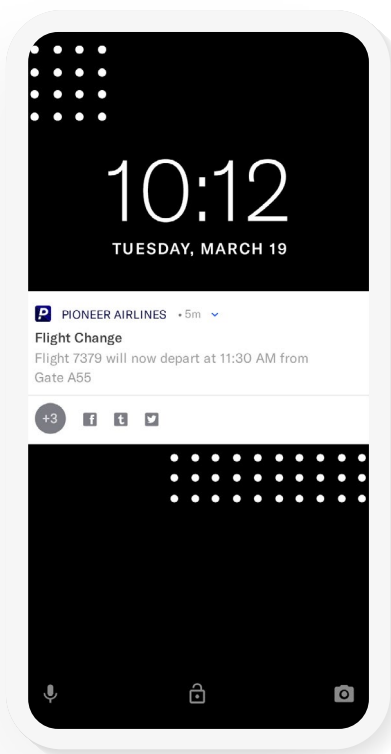 10:12
TUESDAY, MARCH 19
P PIONEER AIRLINES • 5m
Flight Change
Flight 7379 will now depart at 11:30 AM from
Gate A55
+3 f t